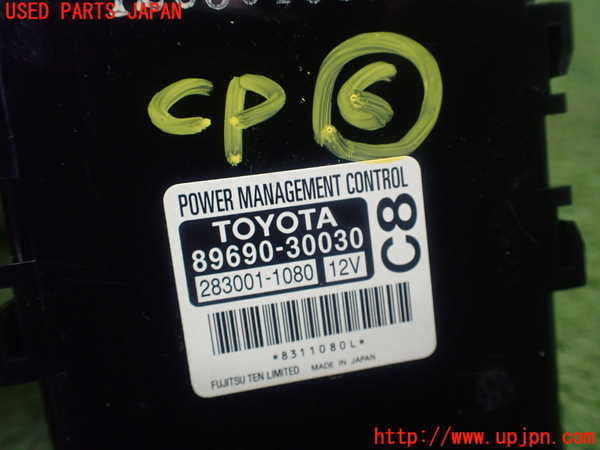 USED PARTS JAPAN
CP 6
POWER MANAGEMENT CONTROL
TOYOTA
89690-30030
283001-1080 12V
C8
*8311080L*
FUJITSU TEN LIMITED MADE IN JAPAN
http://www.upjpn.com/